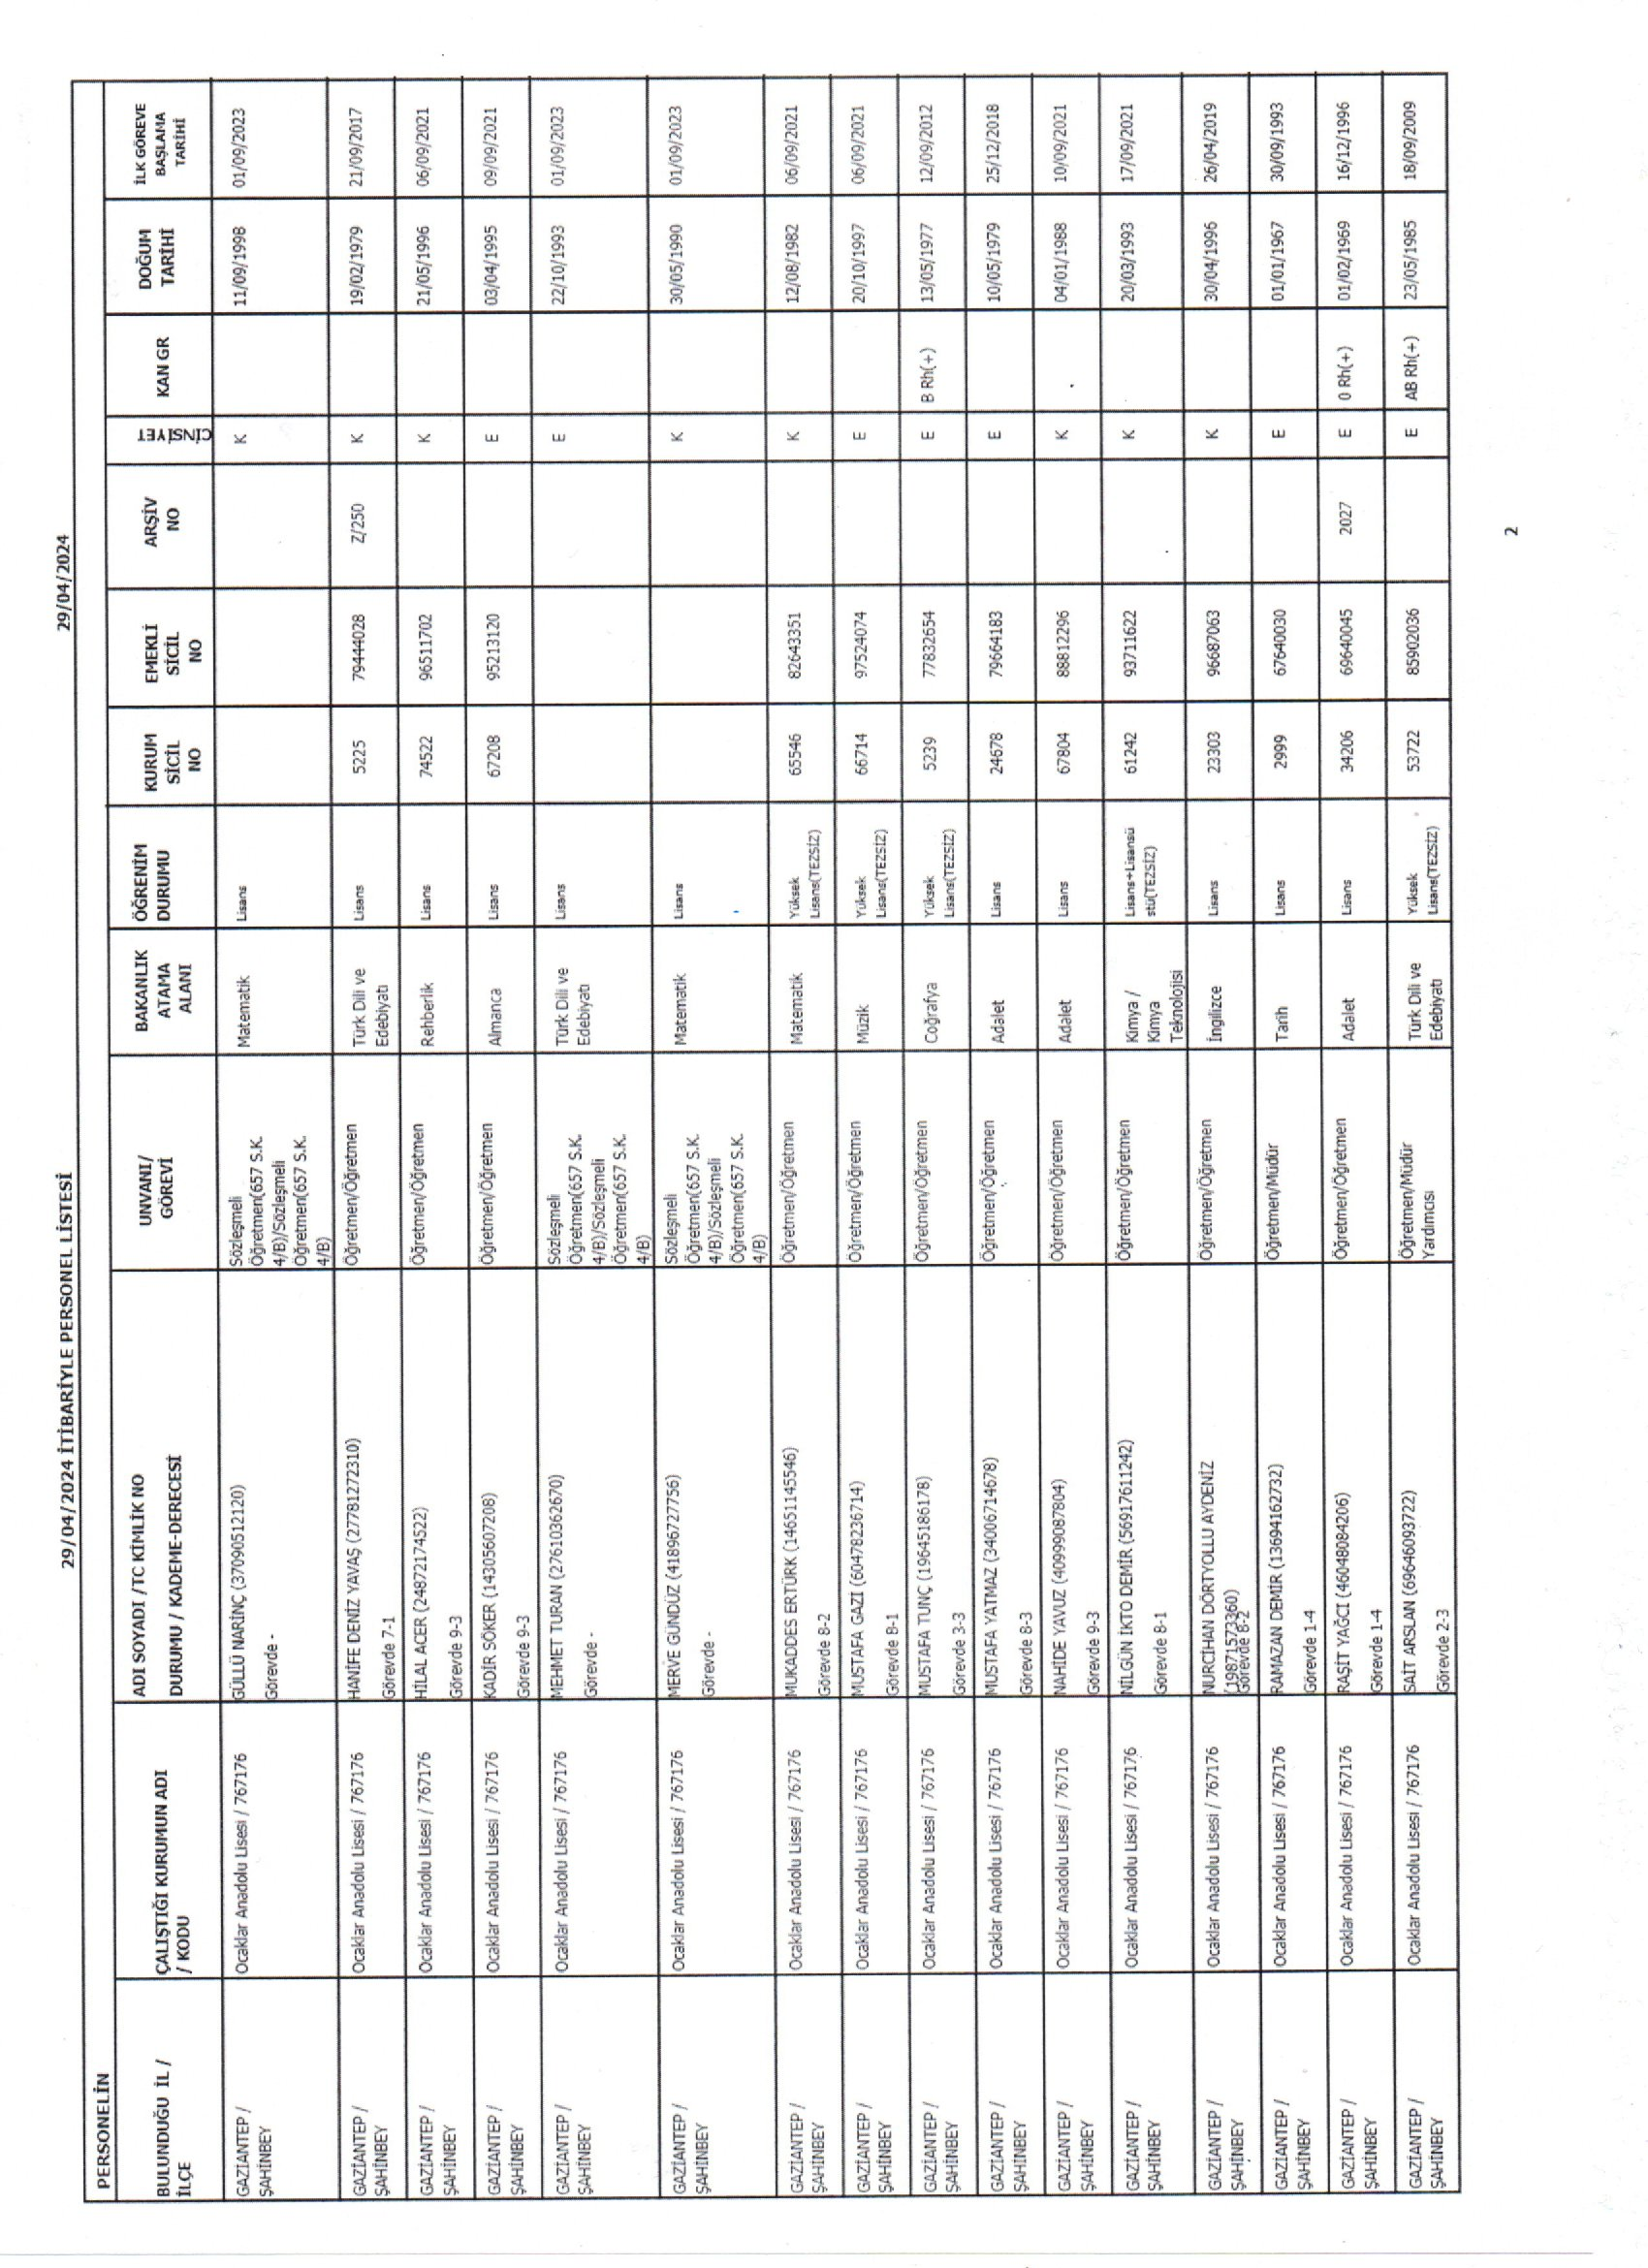 29/04/2024 İTİBARİYLE PERSONEL LİSTESİ
29/04/2024
PERSONELİN
BULUNDUĞU İL /
İLÇE
ÇALIŞTIĞI KURUMUN ADI
/ KODU
ADI SOYADI /TC KİMLİK NO
DURUMU / KADEME-DERECESİ
UNVANI/
GÖREVİ
BAKANLIK
ATAMA
ALANI
ÖĞRENİM
DURUMU
KURUM
SİCİL
NO
EMEKLİ
SİCİL
NO
ARŞİV
NO
CİNSİYET
KAN GR
DOĞUM
TARİHİ
İLK GÖREVE
BAŞLAMA
TARİHİ
GAZİANTEP /
ŞAHİNBEY
Ocaklar Anadolu Lisesi / 767176
GÜLLÜ NARİNÇ (37090512120)
Görevde -
Sözleşmeli
Öğretmen(657 S.K.
4/B)/Sözleşmeli
Öğretmen(657 S.K.
4/B)
Matematik
Lisans
K
11/09/1998
01/09/2023
GAZİANTEP /
ŞAHİNBEY
Ocaklar Anadolu Lisesi / 767176
HANİFE DENİZ YAVAŞ (27781272310)
Görevde 7-1
Öğretmen/Öğretmen
Türk Dili ve
Edebiyatı
Lisans
5225
79444028
Z/250
K
19/02/1979
21/09/2017
GAZİANTEP /
ŞAHİNBEY
Ocaklar Anadolu Lisesi / 767176
HİLAL ACER (24872174522)
Görevde 9-3
Öğretmen/Öğretmen
Rehberlik
Lisans
74522
96511702
K
21/05/1996
06/09/2021
GAZİANTEP /
ŞAHİNBEY
Ocaklar Anadolu Lisesi / 767176
KADİR SÖKER (14305607208)
Görevde 9-3
Öğretmen/Öğretmen
Almanca
Lisans
67208
95213120
E
03/04/1995
09/09/2021
GAZİANTEP /
ŞAHİNBEY
Ocaklar Anadolu Lisesi / 767176
MEHMET TURAN (27610362670)
Görevde -
Sözleşmeli
Öğretmen(657 S.K.
4/B)/Sözleşmeli
Öğretmen(657 S.K.
4/B)
Türk Dili ve
Edebiyatı
Lisans
E
22/10/1993
01/09/2023
GAZİANTEP /
ŞAHİNBEY
Ocaklar Anadolu Lisesi / 767176
MERVE GÜNDÜZ (41896727756)
Görevde -
Sözleşmeli
Öğretmen(657 S.K.
4/B)/Sözleşmeli
Öğretmen(657 S.K.
4/B)
Matematik
Lisans
K
30/05/1990
01/09/2023
GAZİANTEP /
ŞAHİNBEY
Ocaklar Anadolu Lisesi / 767176
MUKADDES ERTÜRK (14651145546)
Görevde 8-2
Öğretmen/Öğretmen
Matematik
Yüksek
Lisans(TEZSİZ)
65546
82643351
K
12/08/1982
06/09/2021
GAZİANTEP /
ŞAHİNBEY
Ocaklar Anadolu Lisesi / 767176
MUSTAFA GAZİ (60478236714)
Görevde 8-1
Öğretmen/Öğretmen
Müzik
Yüksek
Lisans(TEZSİZ)
66714
97524074
E
20/10/1997
06/09/2021
GAZİANTEP /
ŞAHİNBEY
Ocaklar Anadolu Lisesi / 767176
MUSTAFA TUNÇ (19645186178)
Görevde 3-3
Öğretmen/Öğretmen
Coğrafya
Yüksek
Lisans(TEZSİZ)
5239
77832654
E
B Rh(+)
13/05/1977
12/09/2012
GAZİANTEP /
ŞAHİNBEY
Ocaklar Anadolu Lisesi / 767176
MUSTAFA YATMAZ (34006714678)
Görevde 8-3
Öğretmen/Öğretmen
Adalet
Lisans
24678
79664183
E
10/05/1979
25/12/2018
GAZİANTEP /
ŞAHİNBEY
Ocaklar Anadolu Lisesi / 767176
NAHİDE YAVUZ (40999087804)
Görevde 9-3
Öğretmen/Öğretmen
Adalet
Lisans
67804
88812296
K
04/01/1988
10/09/2021
GAZİANTEP /
ŞAHİNBEY
Ocaklar Anadolu Lisesi / 767176
NİLGÜN İKTO DEMİR (56917611242)
Görevde 8-1
Öğretmen/Öğretmen
Kimya /
Kimya
Teknolojisi
Lisans+Lisansü
stü(TEZSİZ)
61242
93711622
K
20/03/1993
17/09/2021
GAZİANTEP /
ŞAHİNBEY
Ocaklar Anadolu Lisesi / 767176
NURCİHAN DÖRTYOLLU AYDENİZ
(19871573360)
Görevde 8-2
Öğretmen/Öğretmen
İngilizce
Lisans
23303
96687063
K
30/04/1996
26/04/2019
GAZİANTEP /
ŞAHİNBEY
Ocaklar Anadolu Lisesi / 767176
RAMAZAN DEMİR (13694162732)
Görevde 1-4
Öğretmen/Müdür
Tarih
Lisans
2999
67640030
E
01/01/1967
30/09/1993
GAZİANTEP /
ŞAHİNBEY
Ocaklar Anadolu Lisesi / 767176
RAŞİT YAĞCI (46048084206)
Görevde 1-4
Öğretmen/Öğretmen
Adalet
Lisans
34206
69640045
2027
E
0 Rh(+)
01/02/1969
16/12/1996
GAZİANTEP /
ŞAHİNBEY
Ocaklar Anadolu Lisesi / 767176
SAİT ARSLAN (69646093722)
Görevde 2-3
Öğretmen/Müdür
Yardımcısı
Türk Dili ve
Edebiyatı
Yüksek
Lisans(TEZSİZ)
53722
85902036
E
AB Rh(+)
23/05/1985
18/09/2009
2